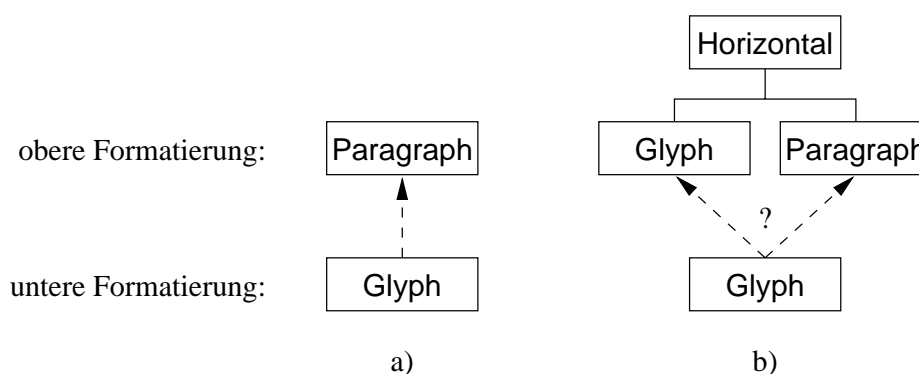 Horizontal
obere Formatierung: Paragraph Glyph Paragraph
?
untere Formatierung: Glyph Glyph
a) b)